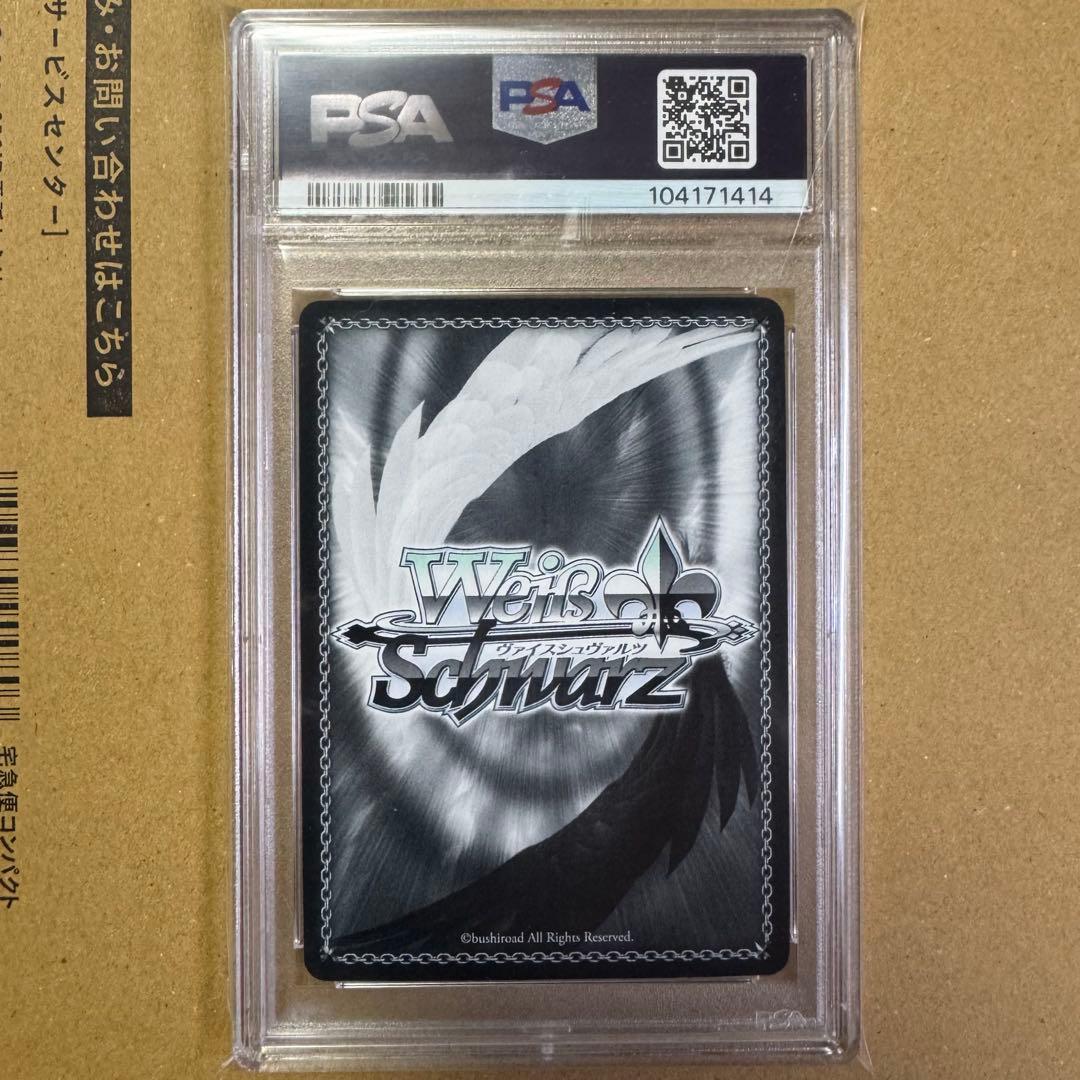 PSA
PSA
104171414
Weiß
ヴァイスシュヴァルツ
Schwarz
©bushiroad All Rights Reserved.
PSA
・お問い合わせはこちら
サービスセンター]
宅急便コンパクト